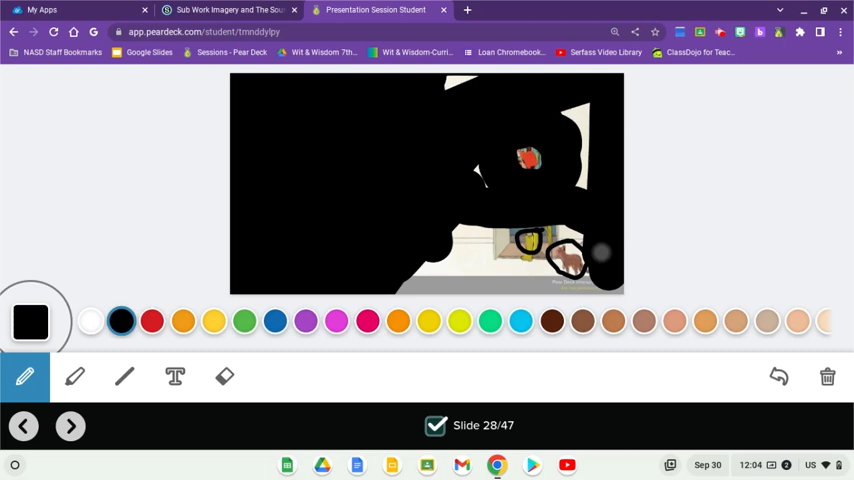 My Apps
Sub Work Imagery and The Sour
Presentation Session Student
app.peardeck.com/student/tmnddylpy
NASD Staff Bookmarks
Google Slides
Sessions - Pear Deck
Wit & Wisdom 7th...
Wit & Wisdom-Curri...
Loan Chromebook...
Serfass Video Library
ClassDojo for Teac...
»
T
Slide 28/47
Sep 30
12:04
2
US